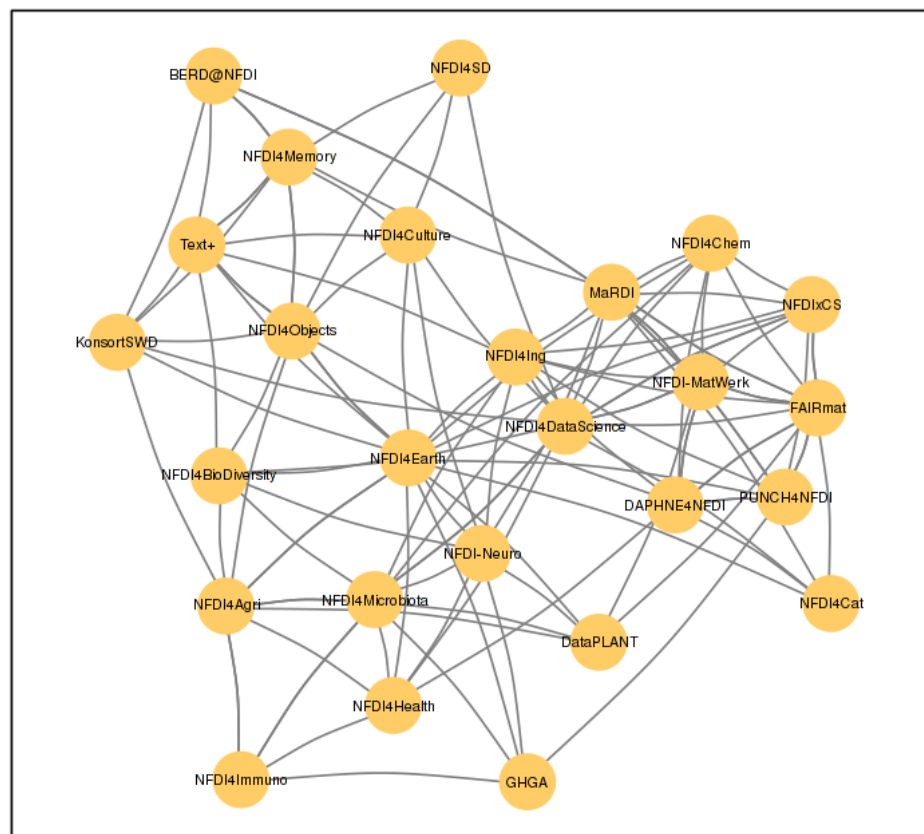 NFDI4SD
BERD@NFDI
NFDI4Memory
NFDI4Culture
NFDI4Chem
Text+
MaRDI
NFDIxCS
NFDI4Objects
KonsortSWD
NFDI4Ing
NFDI-MatWerk
FAIRmat
NFDI4DataScience
NFDI4Earth
NFDI4BioDiversity
PUNCH4NFDI
DAPHNE4NFDI
NFDI-Neuro
NFDI4Microbiota
NFDI4Agri
NFDI4Cat
DataPLANT
NFDI4Health
NFDI4Immuno
GHGA